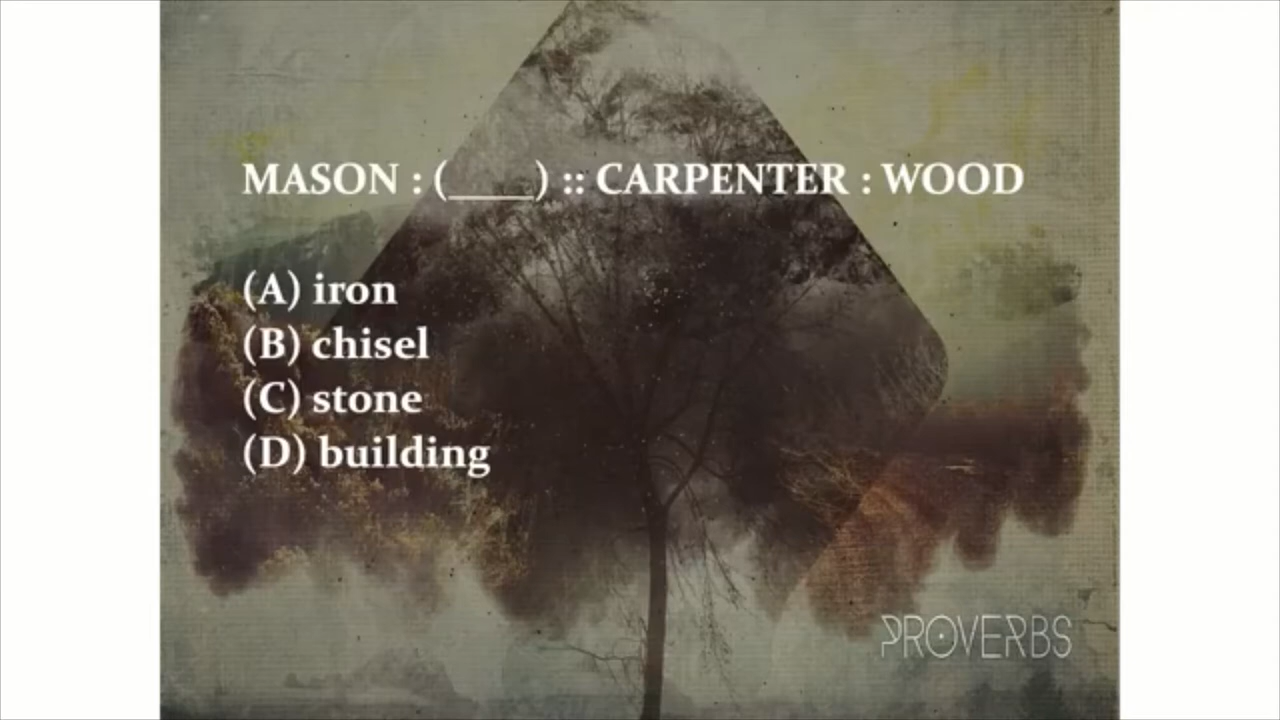 MASON : (____) :: CARPENTER : WOOD
(A) iron
(B) chisel
(C) stone
(D) building
PROVERBS